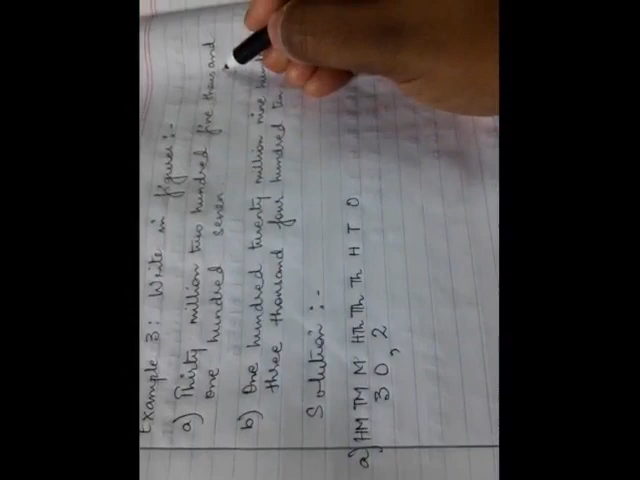 Example 3: Write in figures:-
a) Thirty million two hundred five thousand
one hundred seven
b) One hundred twenty million nine
three thousand four hundred ten
Solution:-
a) HM TM M HTh TTh Th H T O
3 0, 2